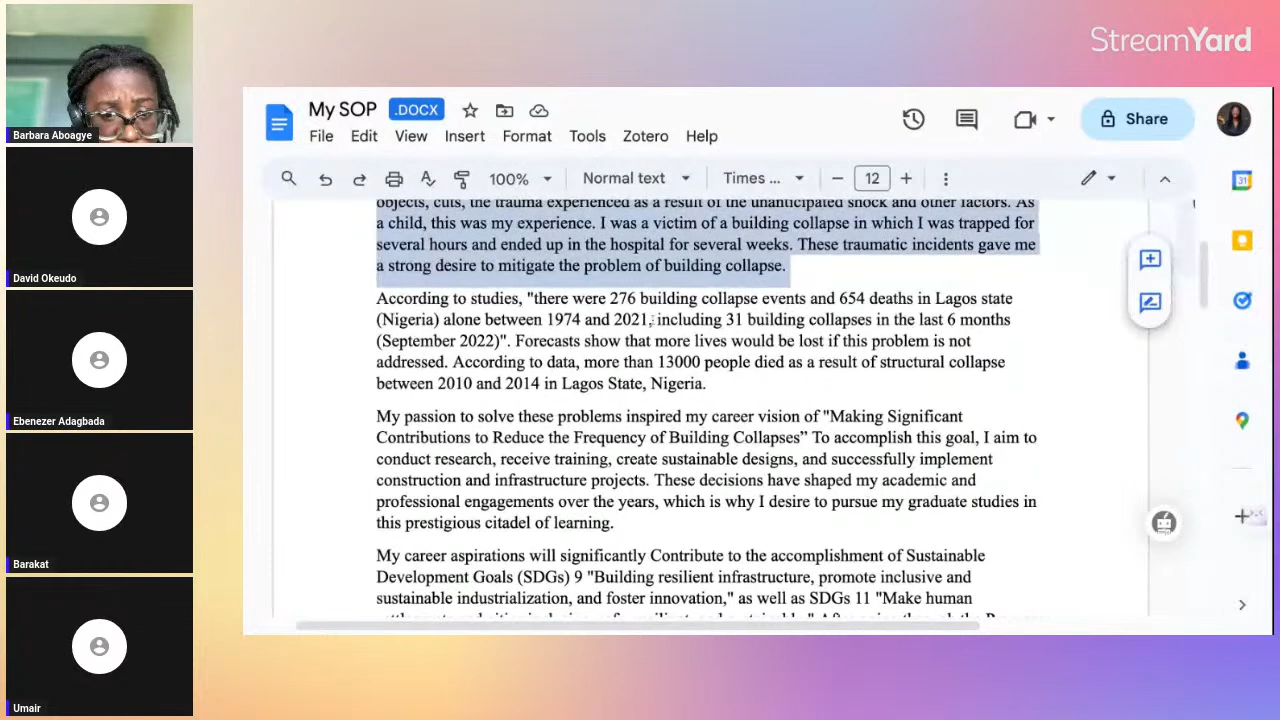 StreamYard
Barbara Aboagye
David Okeudo
Ebenezer Adagbada
Barakat
Umair
My SOP .DOCX
File Edit View Insert Format Tools Zotero Help
Share
100% Normal text Times ... 12
objects, cuts, the trauma experienced as a result of the unanticipated shock and other factors. As
a child, this was my experience. I was a victim of a building collapse in which I was trapped for
several hours and ended up in the hospital for several weeks. These traumatic incidents gave me
a strong desire to mitigate the problem of building collapse.
According to studies, "there were 276 building collapse events and 654 deaths in Lagos state
(Nigeria) alone between 1974 and 2021, including 31 building collapses in the last 6 months
(September 2022)". Forecasts show that more lives would be lost if this problem is not
addressed. According to data, more than 13000 people died as a result of structural collapse
between 2010 and 2014 in Lagos State, Nigeria.
My passion to solve these problems inspired my career vision of "Making Significant
Contributions to Reduce the Frequency of Building Collapses” To accomplish this goal, I aim to
conduct research, receive training, create sustainable designs, and successfully implement
construction and infrastructure projects. These decisions have shaped my academic and
professional engagements over the years, which is why I desire to pursue my graduate studies in
this prestigious citadel of learning.
My career aspirations will significantly Contribute to the accomplishment of Sustainable
Development Goals (SDGs) 9 "Building resilient infrastructure, promote inclusive and
sustainable industrialization, and foster innovation," as well as SDGs 11 "Make human
31